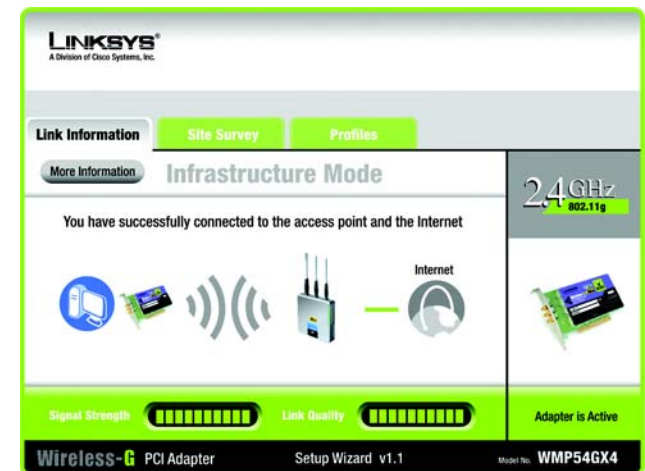 LINKSYS®
A Division of Cisco Systems, Inc.
Link Information
Site Survey
Profiles
More Information
Infrastructure Mode
2.4GHz
802.11g
You have successfully connected to the access point and the Internet
Internet
Signal Strength
Link Quality
Adapter is Active
Wireless-G PCI Adapter
Setup Wizard v1.1
Model No. WMP54GX4